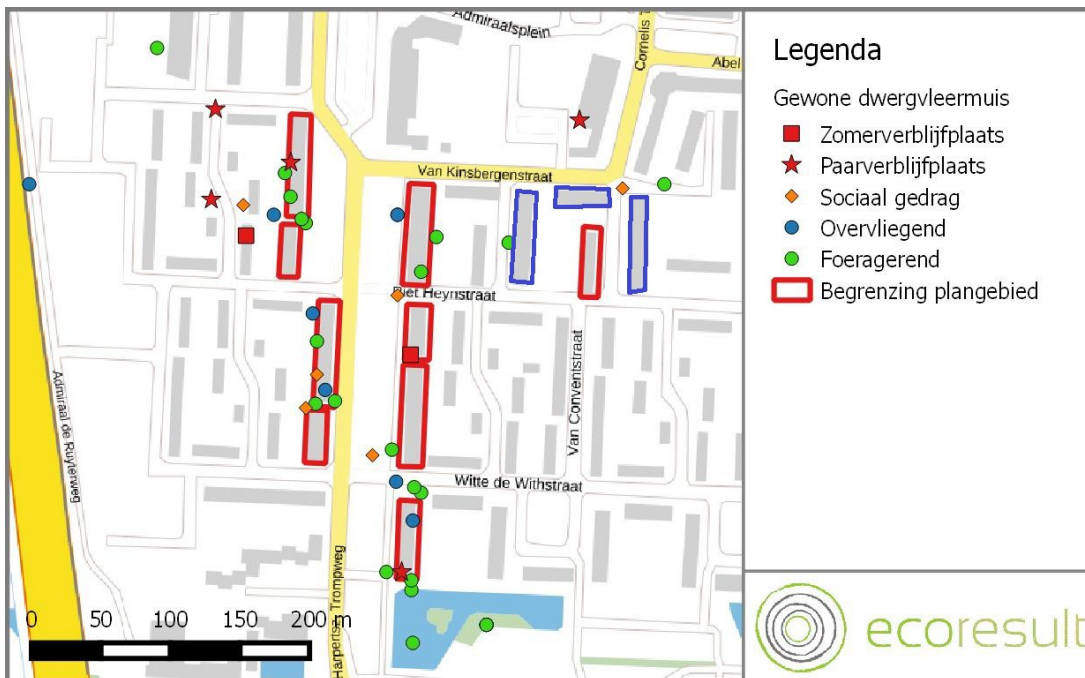 Admiraalsplein
Cornelis T
Abel
Van Kinsbergenstraat
Piet Heynstraat
Van Conventstraat
Admiraal de Ruyterweg
Witte de Withstraat
Harpertsz. Trompweg
0 50 100 150 200 m
Legenda
Gewone dwergvleermuis
Zomerverblijfplaats
Paarverblijfplaats
Sociaal gedrag
Overvliegend
Foeragerend
Begrenzing plangebied
ecoresult